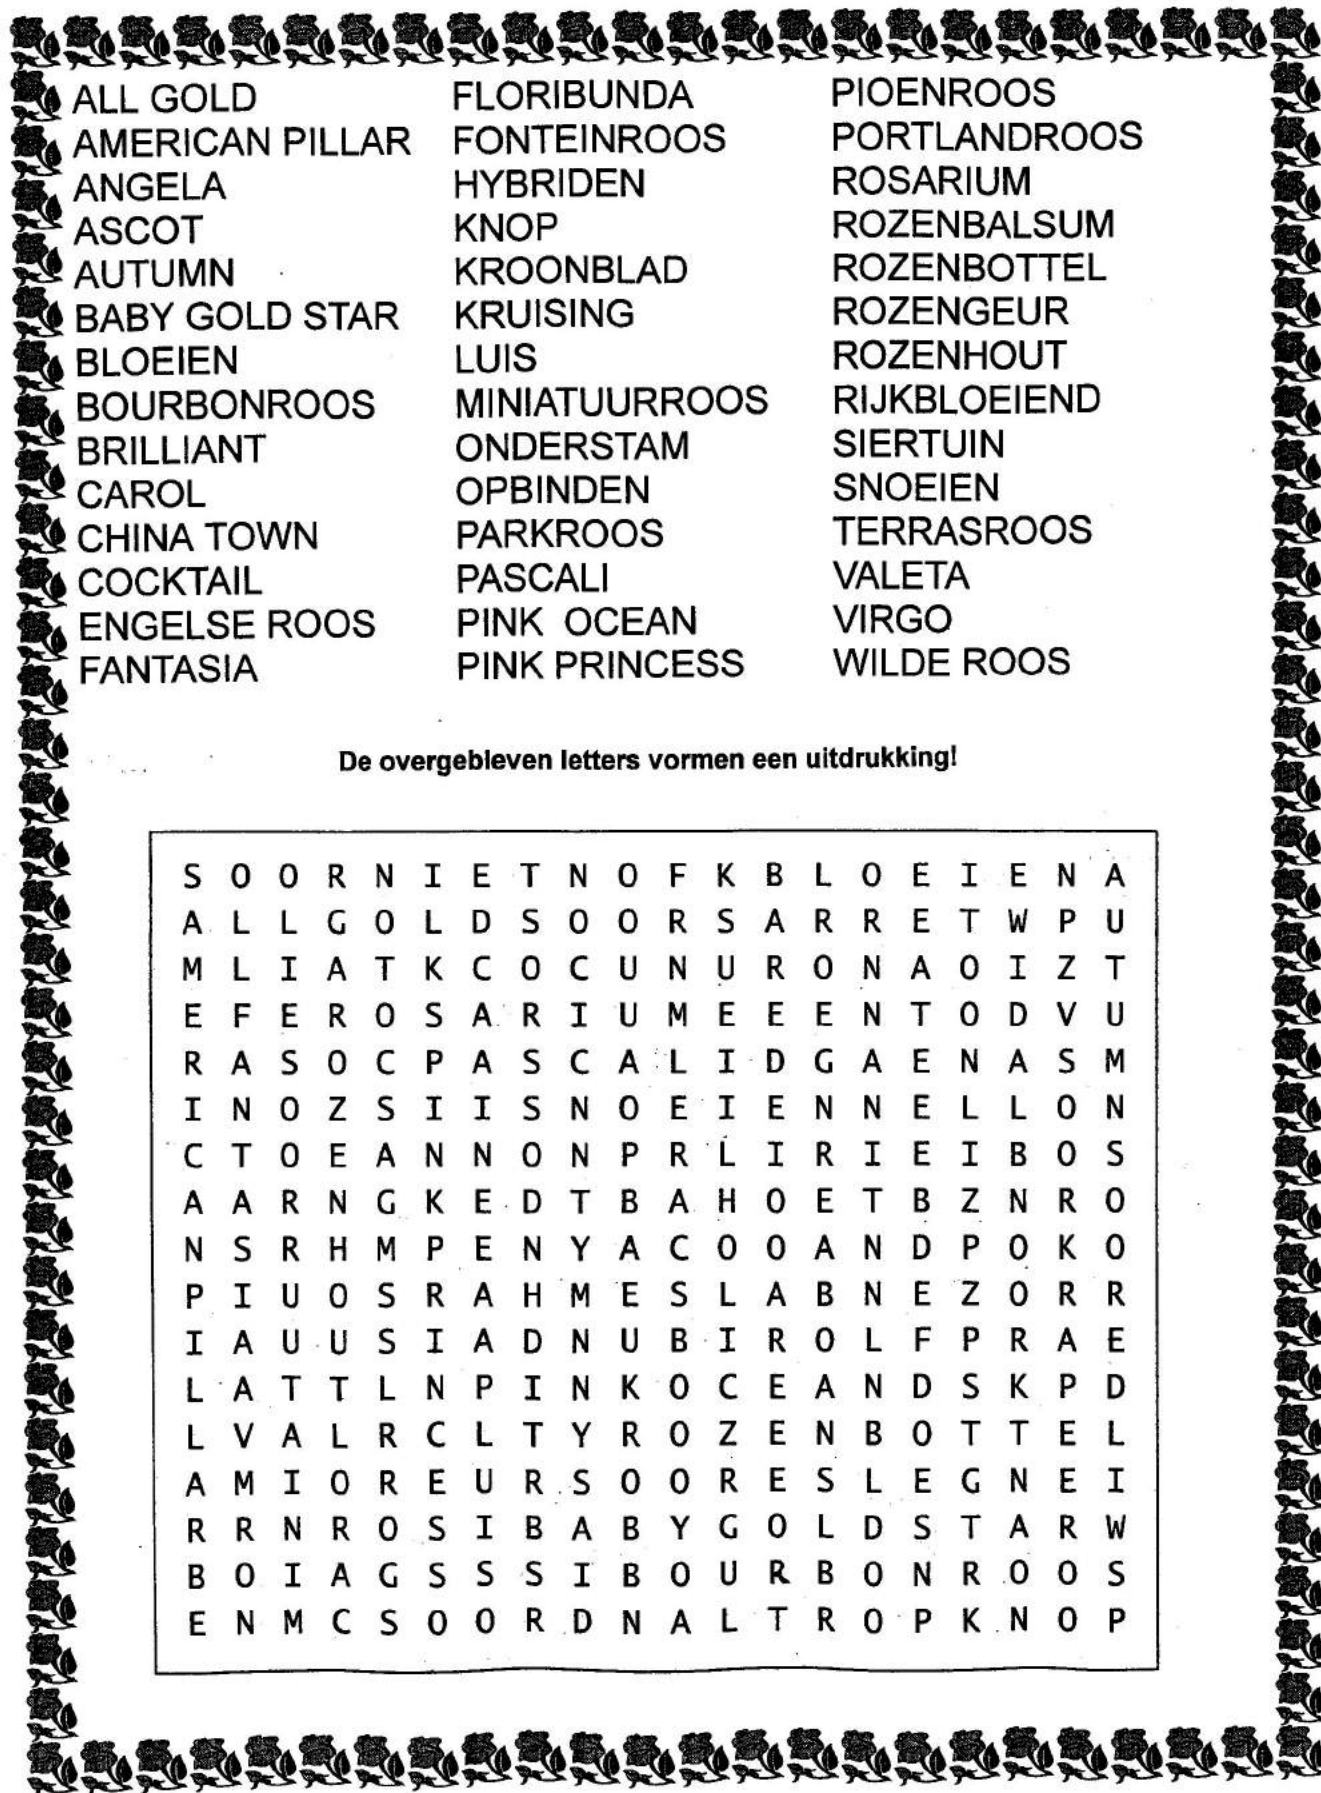 ALL GOLD FLORIBUNDA PIOENROOS
AMERICAN PILLAR FONTEINROOS PORTLANDROOS
ANGELA HYBRIDEN ROSARIUM
ASCOT KNOP ROZENBALSUM
AUTUMN KROONBLAD ROZENBOTTEL
BABY GOLD STAR KRUISING ROZENGEUR
BLOEIEN LUIS ROZENHOUT
BOURBONROOS MINIATUURROOS RIJKBLOEIEND
BRILLIANT ONDERSTAM SIERTUIN
CAROL OPBINDEN SNOEIEN
CHINA TOWN PARKROOS TERRASROOS
COCKTAIL PASCALI VALETA
ENGELSE ROOS PINK OCEAN VIRGO
FANTASIA PINK PRINCESS WILDE ROOS
De overgebleven letters vormen een uitdrukking!
S O O R N I E T N O F K B L O E I E N A
A L L G O L D S O O R S A R R E T W P U
M L I A T K C O C U N U R O N A O I Z T
E F E R O S A R I U M E E E N T O D V U
R A S O C P A S C A L I D G A E N A S M
I N O Z S I I S N O E I E N N E L L O N
C T O E A N N O N P R L I R I E I B O S
A A R N G K E D T B A H O E T B Z N R O
N S R H M P E N Y A C O O A N D P O K O
P I U O S R A H M E S L A B N E Z O R R
I A U U S I A D N U B I R O L F P R A E
L A T T L N P I N K O C E A N D S K P D
L V A L R C L T Y R O Z E N B O T T E L
A M I O R E U R S O O R E S L E G N E I
R R N R O S I B A B Y G O L D S T A R W
B O I A G S S S I B O U R B O N R O O S
E N M C S O O R D N A L T R O P K N O P